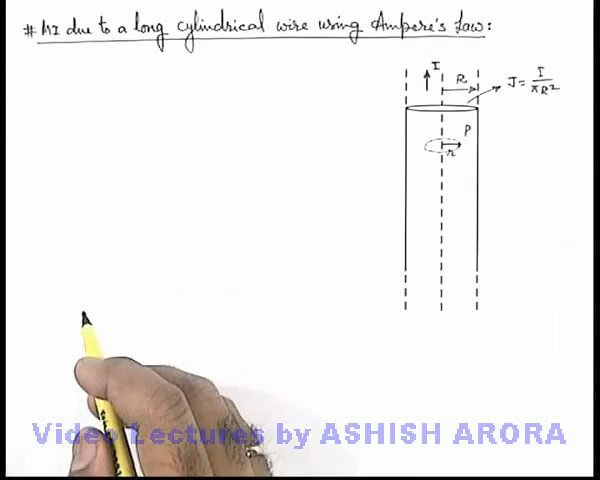 # MI due to a long cylindrical wire using Ampere's Law:
I
R
J = I/πR²
P
r
Video Lectures by ASHISH ARORA